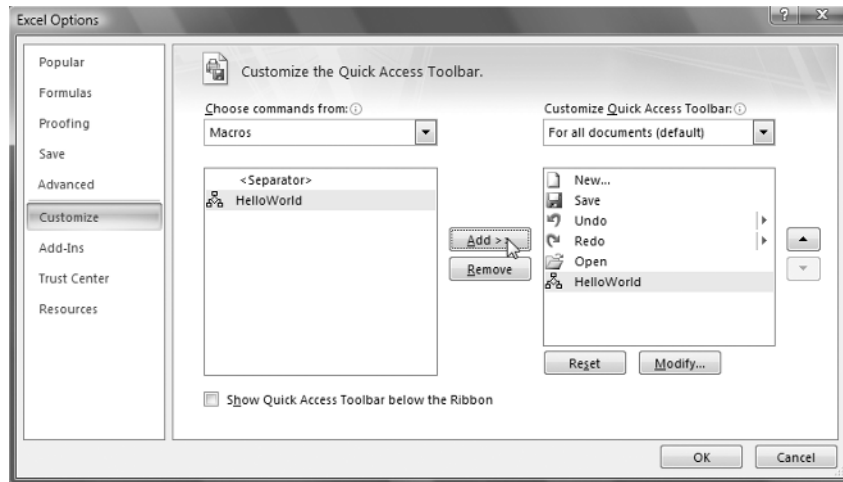 Excel Options
Popular
Formulas
Proofing
Save
Advanced
Customize
Add-Ins
Trust Center
Resources
Customize the Quick Access Toolbar.
Choose commands from:
Macros
<Separator>
HelloWorld
Add >>
Remove
Customize Quick Access Toolbar:
For all documents (default)
New...
Save
Undo
Redo
Open
HelloWorld
Reset
Modify...
Show Quick Access Toolbar below the Ribbon
OK
Cancel